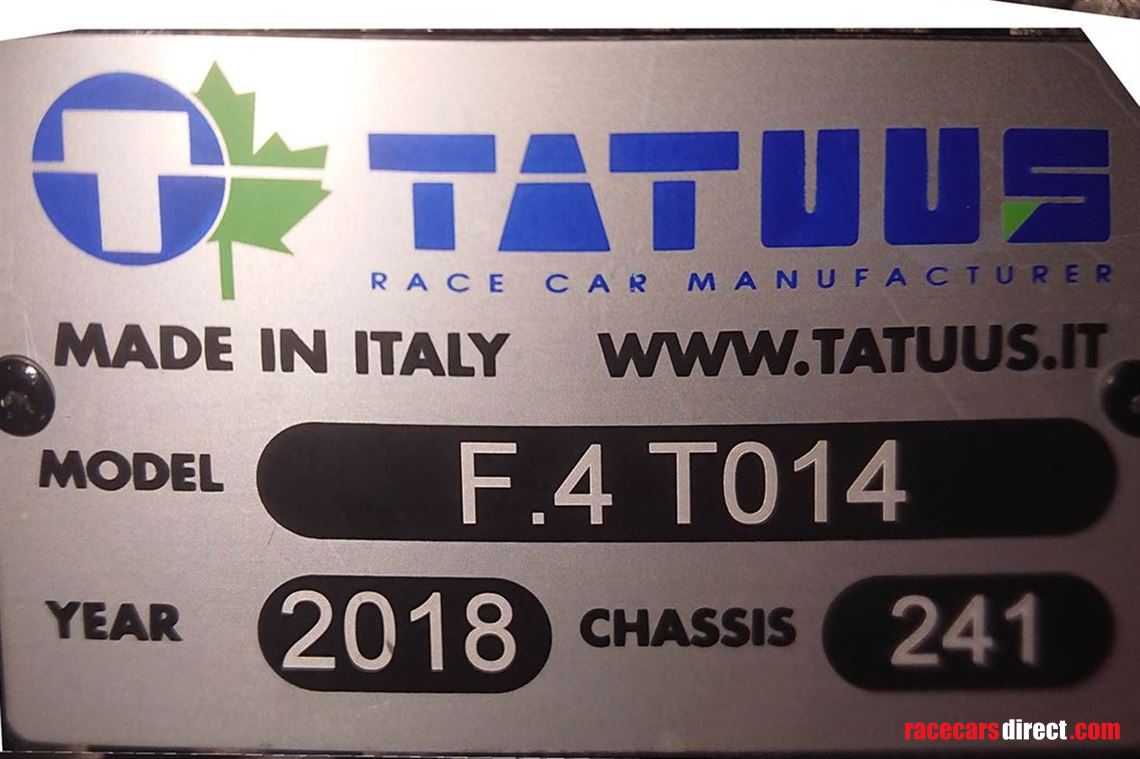 T TATUUS
RACE CAR MANUFACTURER
MADE IN ITALY WWW.TATUUS.IT
MODEL F.4 T014
YEAR 2018 CHASSIS 241
racecarsdirect.com